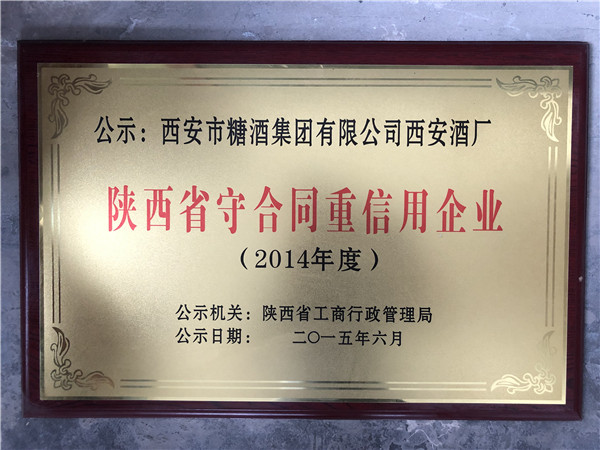 公示：西安市糖酒集团有限公司西安酒厂
陕西省守合同重信用企业
（2014年度）
公示机关：陕西省工商行政管理局
公示日期：二〇一五年六月